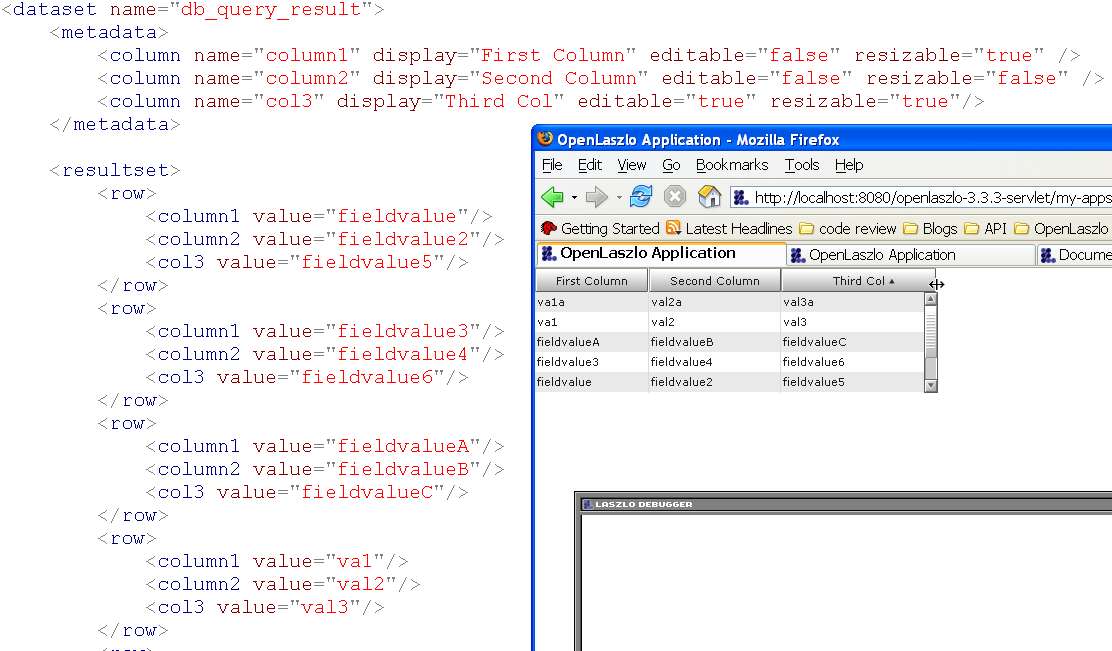 <dataset name="db_query_result">
<metadata>
<column name="column1" display="First Column" editable="false" resizable="true" />
<column name="column2" display="Second Column" editable="false" resizable="false" />
<column name="col3" display="Third Col" editable="true" resizable="true"/>
</metadata>
<resultset>
<row>
<column1 value="fieldvalue"/>
<column2 value="fieldvalue2"/>
<col3 value="fieldvalue5"/>
</row>
<row>
<column1 value="fieldvalue3"/>
<column2 value="fieldvalue4"/>
<col3 value="fieldvalue6"/>
</row>
<row>
<column1 value="fieldvalueA"/>
<column2 value="fieldvalueB"/>
<col3 value="fieldvalueC"/>
</row>
<row>
<column1 value="va1"/>
<column2 value="val2"/>
<col3 value="val3"/>
</row>
OpenLaszlo Application - Mozilla Firefox
File Edit View Go Bookmarks Tools Help
http://localhost:8080/openlaszlo-3.3.3-servlet/my-apps
Getting Started Latest Headlines code review Blogs API OpenLaszlo
OpenLaszlo Application OpenLaszlo Application Docume
First Column Second Column Third Col
va1a val2a val3a
va1 val2 val3
fieldvalueA fieldvalueB fieldvalueC
fieldvalue3 fieldvalue4 fieldvalue6
fieldvalue fieldvalue2 fieldvalue5
LASZLO DEBUGGER